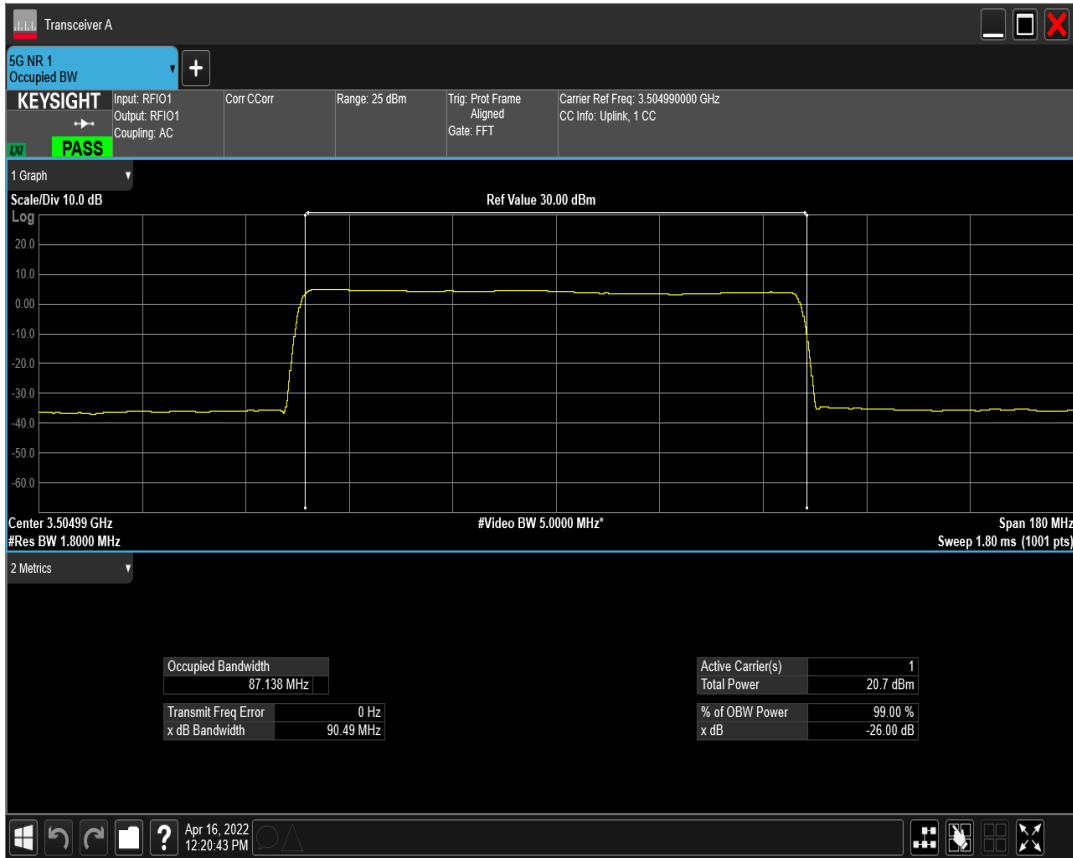 Transceiver A
5G NR 1
Occupied BW
+
KEYSIGHT
LXI
PASS
Input: RFIO1
Output: RFIO1
Coupling: AC
Corr CCorr
Range: 25 dBm
Trig: Prot Frame
Aligned
Gate: FFT
Carrier Ref Freq: 3.504990000 GHz
CC Info: Uplink, 1 CC
1 Graph
Scale/Div 10.0 dB
Ref Value 30.00 dBm
Log
20.0
10.0
0.00
-10.0
-20.0
-30.0
-40.0
-50.0
-60.0
Center 3.50499 GHz
#Video BW 5.0000 MHz*
Span 180 MHz
#Res BW 1.8000 MHz
Sweep 1.80 ms (1001 pts)
2 Metrics
Occupied Bandwidth
87.138 MHz
Transmit Freq Error 0 Hz
x dB Bandwidth 90.49 MHz
Active Carrier(s) 1
Total Power 20.7 dBm
% of OBW Power 99.00 %
x dB -26.00 dB
?
Apr 16, 2022
12:20:43 PM